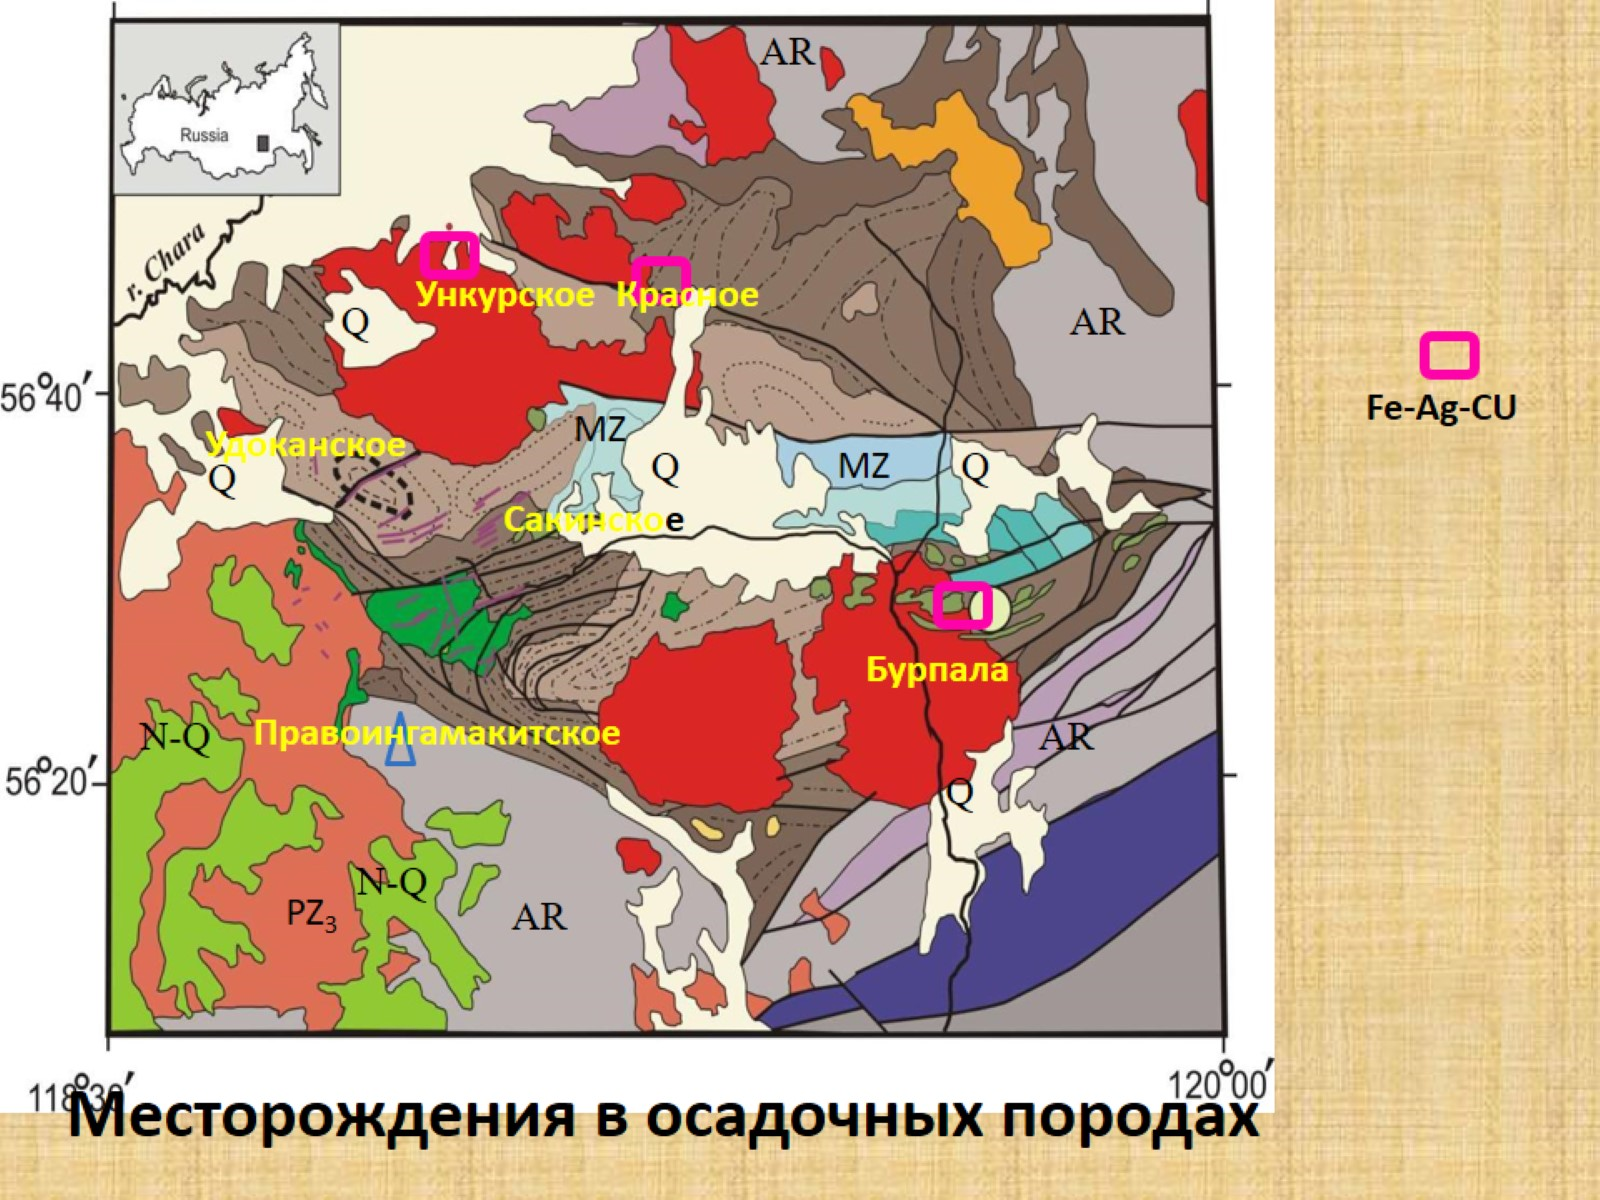 AR
Russia
r. Chara
Ункурское Красное
Q
AR
56°40′
Fe-Ag-CU
MZ
Удоканское
Q
MZ
Q
Q
Сакинское
Бурпала
N-Q
Правоингамакитское
AR
56°20′
Q
N-Q
PZ3
AR
118°30′
120°00′
Месторождения в осадочных породах